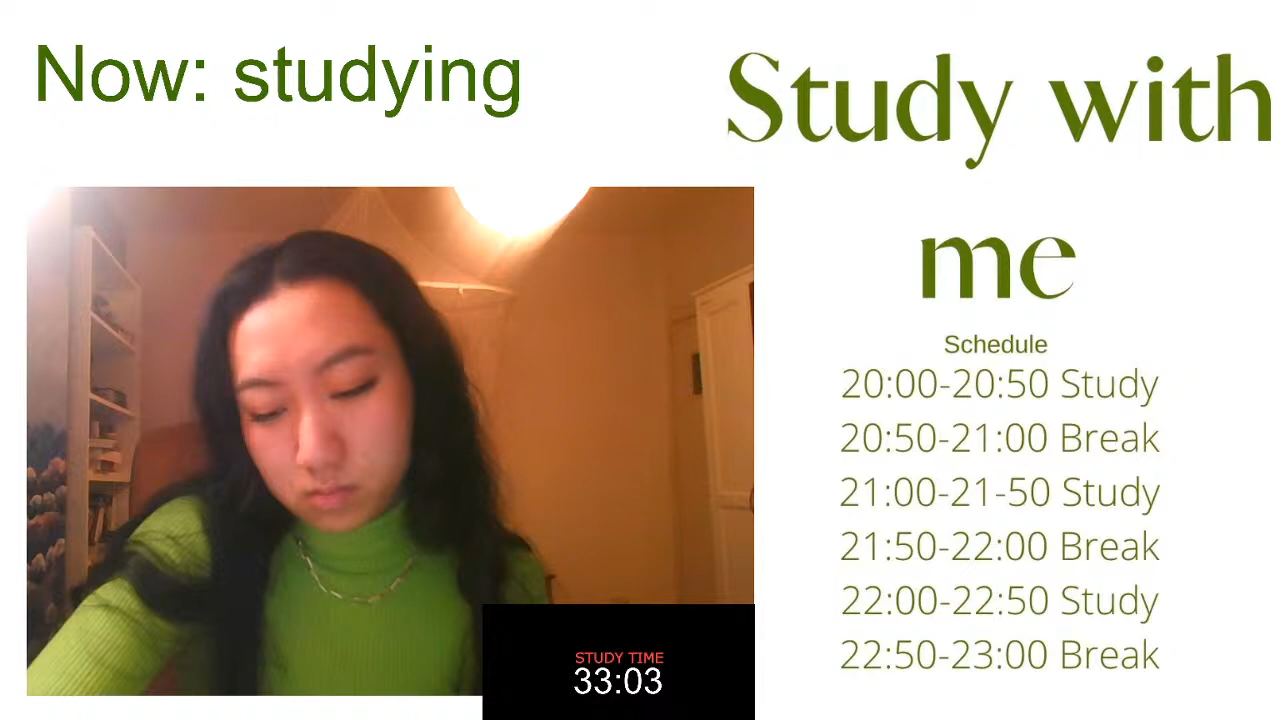 Now: studying
Study with
me
Schedule
20:00-20:50 Study
20:50-21:00 Break
21:00-21-50 Study
21:50-22:00 Break
22:00-22:50 Study
22:50-23:00 Break
STUDY TIME
33:03